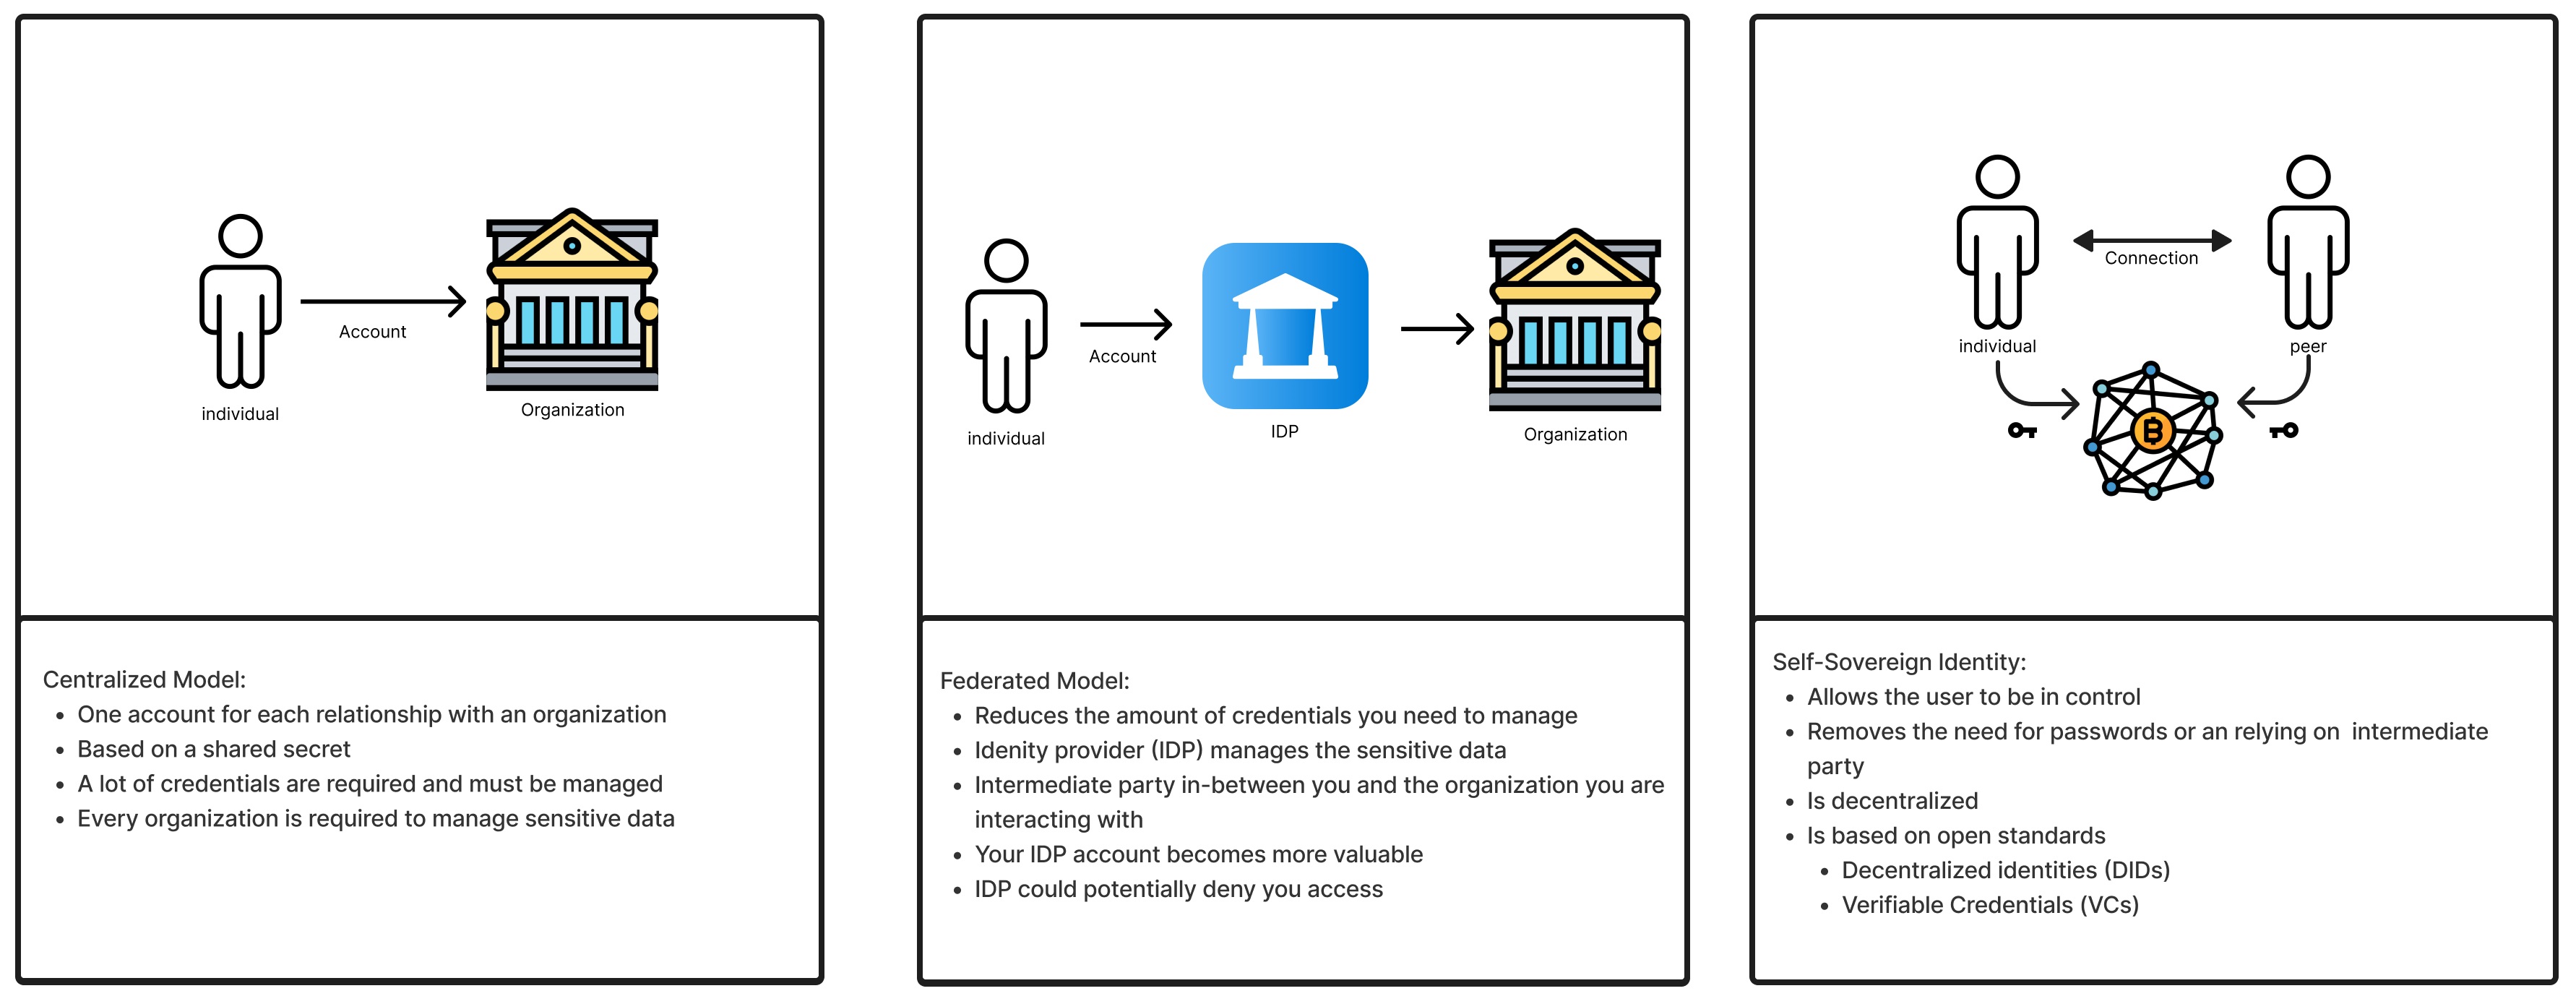 Account
individual
Organization
Centralized Model:
One account for each relationship with an organization
Based on a shared secret
A lot of credentials are required and must be managed
Every organization is required to manage sensitive data
Account
individual
IDP
Organization
Federated Model:
Reduces the amount of credentials you need to manage
Idenity provider (IDP) manages the sensitive data
Intermediate party in-between you and the organization you are
interacting with
Your IDP account becomes more valuable
IDP could potentially deny you access
Connection
individual
peer
B
Self-Sovereign Identity:
Allows the user to be in control
Removes the need for passwords or an relying on intermediate
party
Is decentralized
Is based on open standards
Decentralized identities (DIDs)
Verifiable Credentials (VCs)